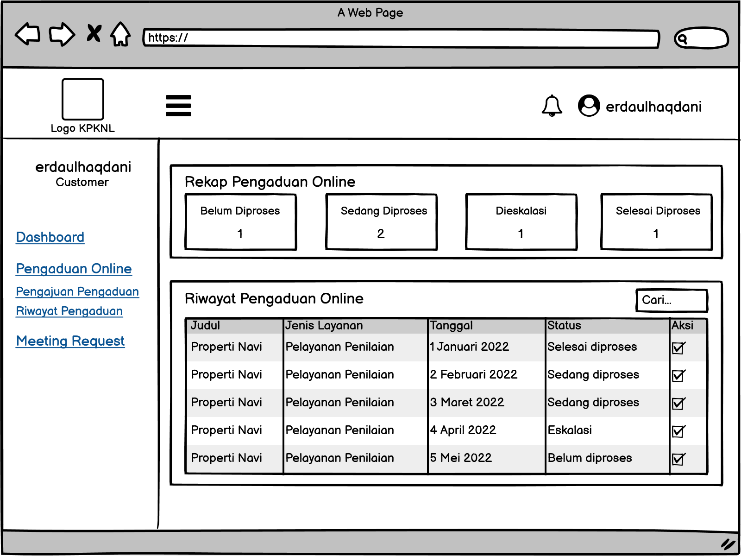 A Web Page
https://
Logo KPKNL
erdaulhaqdani
erdaulhaqdani
Customer
Dashboard
Pengaduan Online
Pengajuan Pengaduan
Riwayat Pengaduan
Meeting Request
Rekap Pengaduan Online
Belum Diproses
1
Sedang Diproses
2
Dieskalasi
1
Selesai Diproses
1
Riwayat Pengaduan Online
Cari...
Judul Jenis Layanan Tanggal Status Aksi
Properti Navi Pelayanan Penilaian 1 Januari 2022 Selesai diproses
Properti Navi Pelayanan Penilaian 2 Februari 2022 Sedang diproses
Properti Navi Pelayanan Penilaian 3 Maret 2022 Sedang diproses
Properti Navi Pelayanan Penilaian 4 April 2022 Eskalasi
Properti Navi Pelayanan Penilaian 5 Mei 2022 Belum diproses